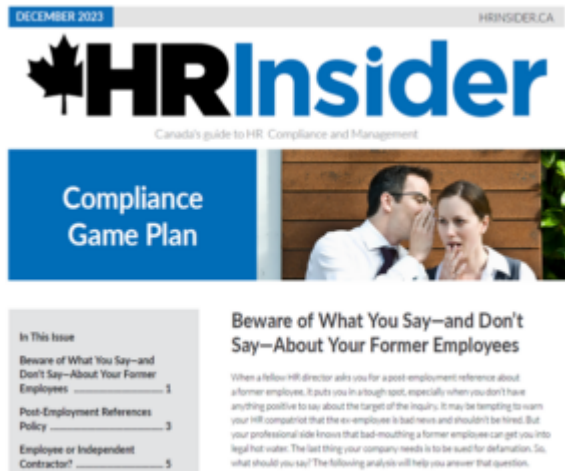 DECEMBER 2023
HRINSIDER.CA
HRInsider
Canada's guide to HR Compliance and Management
Compliance
Game Plan
In This Issue
Beware of What You Say—and
Don't Say—About Your Former
Employees 1
Post-Employment References
Policy 3
Employee or Independent
Contractor? 5
Beware of What You Say—and Don't
Say—About Your Former Employees
When a fellow HR director asks you for a post-employment reference about
a former employee, it puts you in a tough spot, especially when you don't have
anything positive to say about the target of the inquiry. It may be tempting to warn
your HR compatriot that the ex-employee is bad news and shouldn't be hired. But
your professional side knows that bad-mouthing a former employee can get you into
legal hot water. The last thing your company needs is to be sued for defamation. So,
what should you say? The following analysis will help you answer that question.